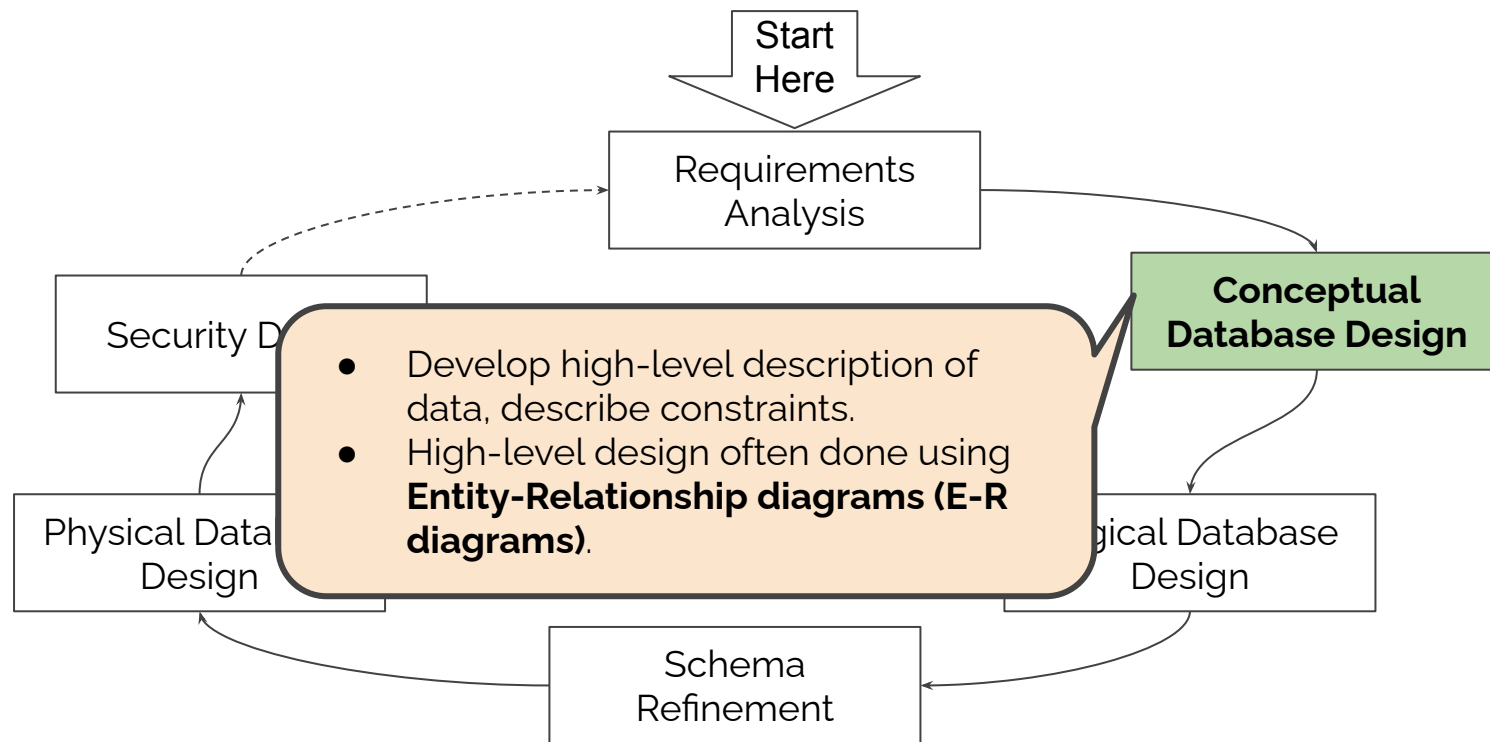 Start
Here
Requirements
Analysis
Conceptual
Database Design
Security D
● Develop high-level description of
data, describe constraints.
● High-level design often done using
Entity-Relationship diagrams (E-R
diagrams).
Physical Data
Design
gical Database
Design
Schema
Refinement